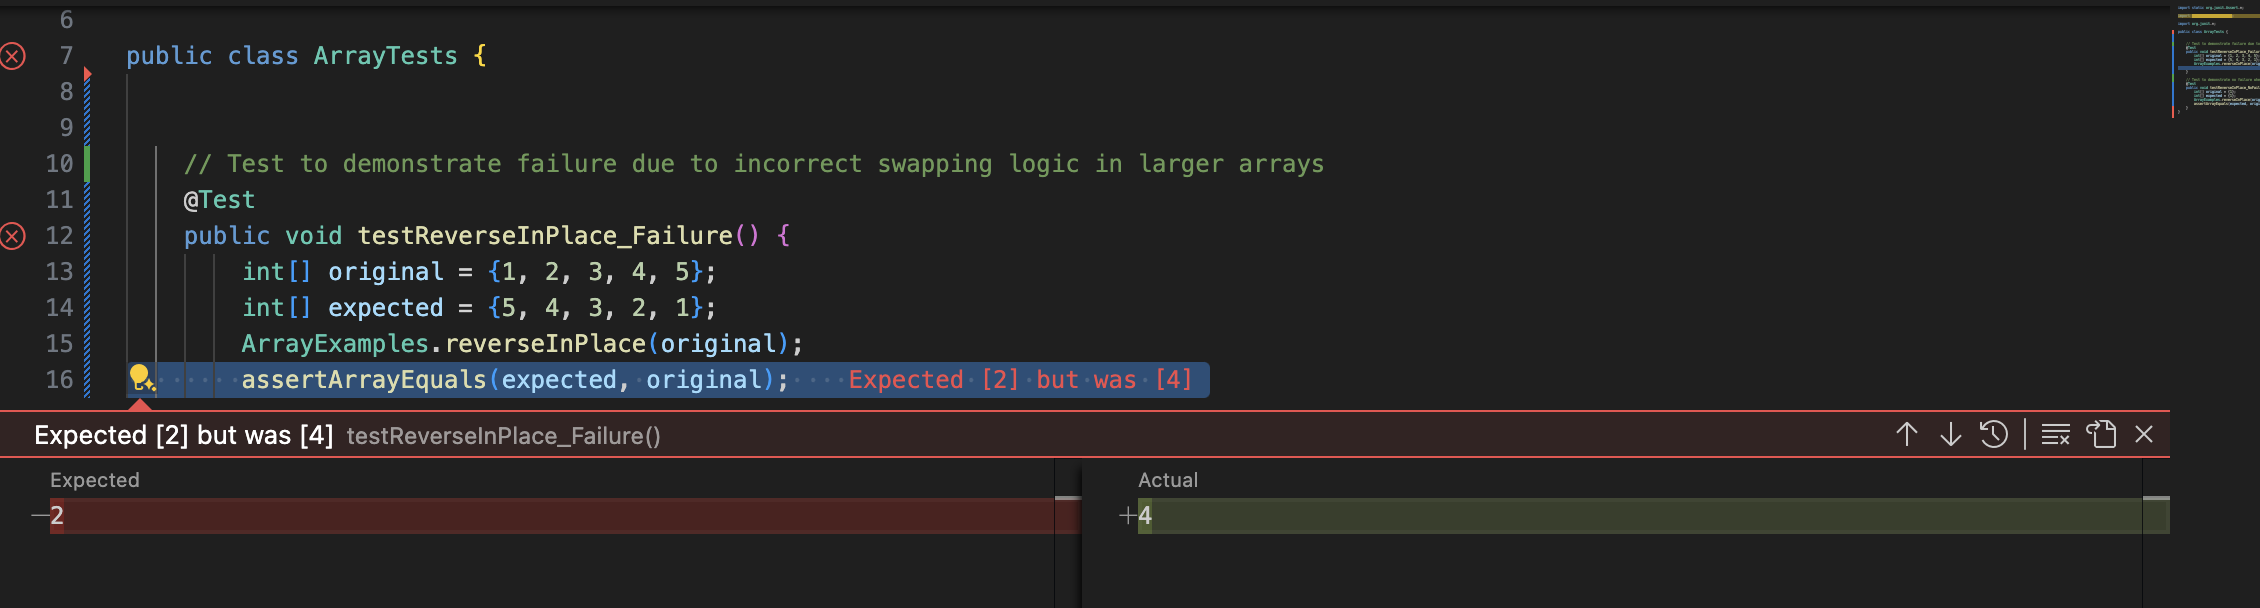 6
7 public class ArrayTests {
8
9
10 // Test to demonstrate failure due to incorrect swapping logic in larger arrays
11 @Test
12 public void testReverseInPlace_Failure() {
13 int[] original = {1, 2, 3, 4, 5};
14 int[] expected = {5, 4, 3, 2, 1};
15 ArrayExamples.reverseInPlace(original);
16 assertArrayEquals(expected, original); Expected [2] but was [4]
Expected [2] but was [4] testReverseInPlace_Failure()
Expected Actual
−2 +4